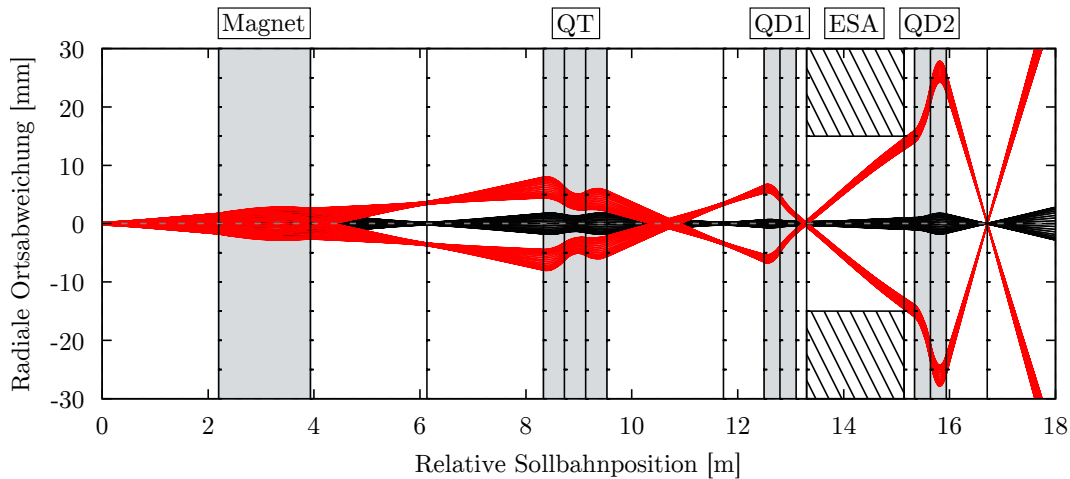 Magnet QT QD1 ESA QD2
30
20
10
0
-10
-20
-30
Radiale Ortsabweichung [mm]
0 2 4 6 8 10 12 14 16 18
Relative Sollbahnposition [m]